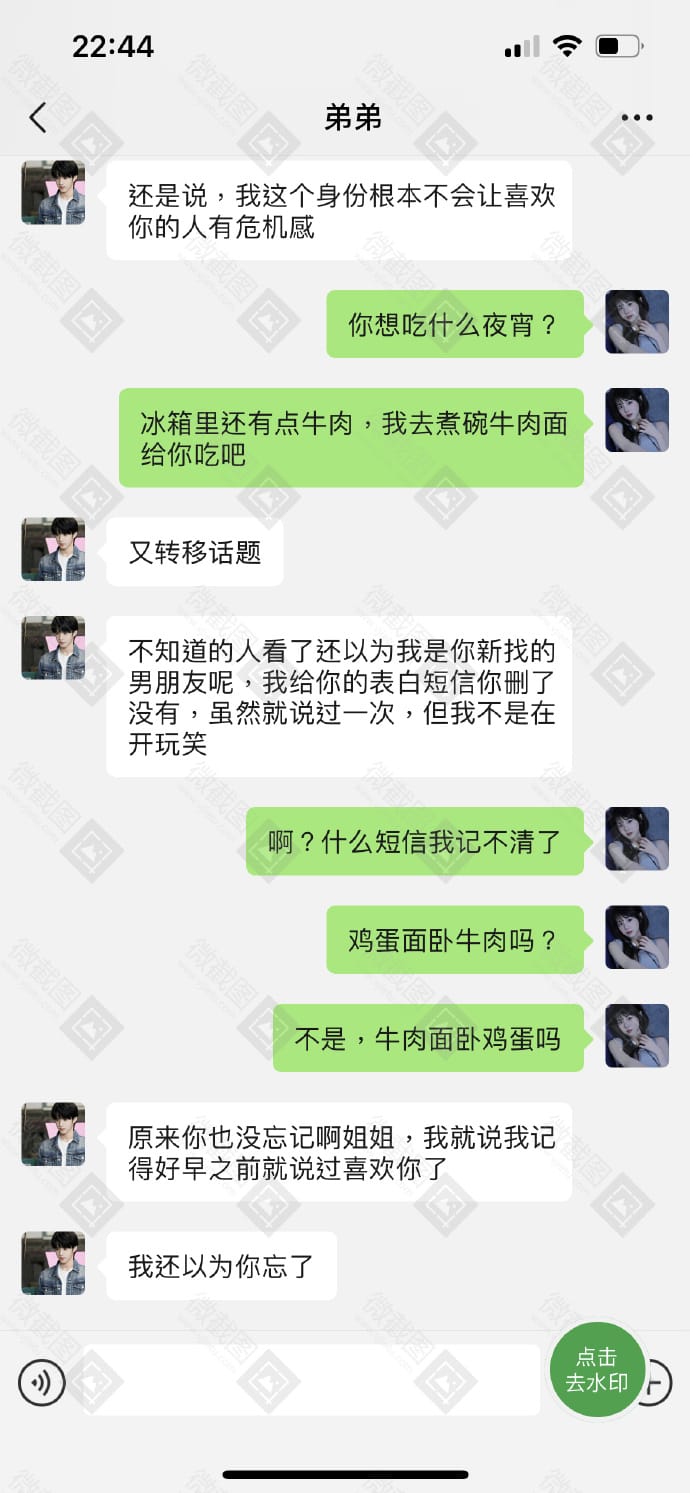 22:44
弟弟
还是说，我这个身份根本不会让喜欢
你的人有危机感
你想吃什么夜宵？
冰箱里还有点牛肉，我去煮碗牛肉面
给你吃吧
又转移话题
不知道的人看了还以为我是你新找的
男朋友呢，我给你的表白短信你删了
没有，虽然就说过一次，但我不是在
开玩笑
啊？什么短信我记不清了
鸡蛋面卧牛肉吗？
不是，牛肉面卧鸡蛋吗
原来你也没忘记啊姐姐，我就说我记
得好早之前就说过喜欢你了
我还以为你忘了
点击
去水印
微截图